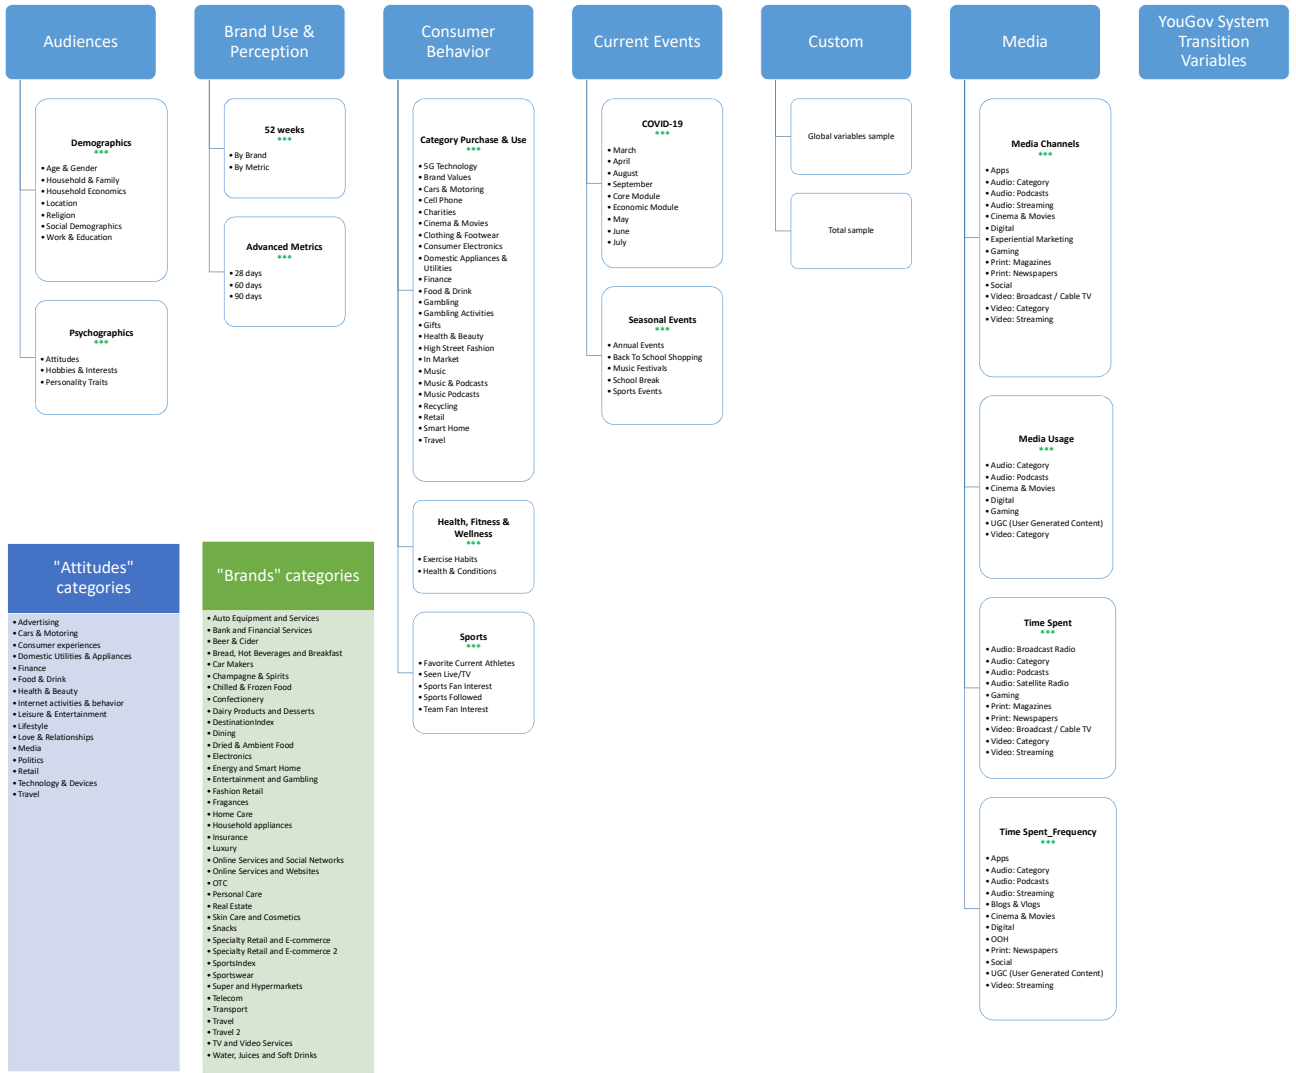 Audiences
Demographics
***
• Age & Gender
• Household & Family
• Household Economics
• Location
• Religion
• Social Demographics
• Work & Education
Psychographics
***
• Attitudes
• Hobbies & Interests
• Personality Traits
Brand Use &
Perception
52 weeks
***
• By Brand
• By Metric
Advanced Metrics
***
• 28 days
• 60 days
• 90 days
Consumer
Behavior
Category Purchase & Use
***
• 5G Technology
• Brand Values
• Cars & Motoring
• Cell Phone
• Charities
• Cinema & Movies
• Clothing & Footwear
• Consumer Electronics
• Domestic Appliances &
Utilities
• Finance
• Food & Drink
• Gambling
• Gambling Activities
• Gifts
• Health & Beauty
• High Street Fashion
• In Market
• Music
• Music & Podcasts
• Music Podcasts
• Recycling
• Retail
• Smart Home
• Travel
Health, Fitness &
Wellness
***
• Exercise Habits
• Health & Conditions
Sports
***
• Favorite Current Athletes
• Seen Live/TV
• Sports Fan Interest
• Sports Followed
• Team Fan Interest
Current Events
COVID-19
***
• March
• April
• August
• September
• Core Module
• Economic Module
• May
• June
• July
Seasonal Events
***
• Annual Events
• Back To School Shopping
• Music Festivals
• School Break
• Sports Events
Custom
Global variables sample
Total sample
Media
Media Channels
***
• Apps
• Audio: Category
• Audio: Podcasts
• Audio: Streaming
• Cinema & Movies
• Digital
• Experiential Marketing
• Gaming
• Print: Magazines
• Print: Newspapers
• Social
• Video: Broadcast / Cable TV
• Video: Category
• Video: Streaming
Media Usage
***
• Audio: Category
• Audio: Podcasts
• Cinema & Movies
• Digital
• Gaming
• UGC (User Generated Content)
• Video: Category
Time Spent
***
• Audio: Broadcast Radio
• Audio: Category
• Audio: Podcasts
• Audio: Satellite Radio
• Gaming
• Print: Magazines
• Print: Newspapers
• Video: Broadcast / Cable TV
• Video: Category
• Video: Streaming
Time Spent_Frequency
***
• Apps
• Audio: Category
• Audio: Podcasts
• Audio: Streaming
• Blogs & Vlogs
• Cinema & Movies
• Digital
• OOH
• Print: Newspapers
• Social
• UGC (User Generated Content)
• Video: Streaming
YouGov System
Transition
Variables
"Attitudes"
categories
• Advertising
• Cars & Motoring
• Consumer experiences
• Domestic Utilities & Appliances
• Finance
• Food & Drink
• Health & Beauty
• Internet activities & behavior
• Leisure & Entertainment
• Lifestyle
• Love & Relationships
• Media
• Politics
• Retail
• Technology & Devices
• Travel
"Brands" categories
• Auto Equipment and Services
• Bank and Financial Services
• Beer & Cider
• Bread, Hot Beverages and Breakfast
• Car Makers
• Champagne & Spirits
• Chilled & Frozen Food
• Confectionery
• Dairy Products and Desserts
• DestinationIndex
• Dining
• Dried & Ambient Food
• Electronics
• Energy and Smart Home
• Entertainment and Gambling
• Fashion Retail
• Fragances
• Home Care
• Household appliances
• Insurance
• Luxury
• Online Services and Social Networks
• Online Services and Websites
• OTC
• Personal Care
• Real Estate
• Skin Care and Cosmetics
• Snacks
• Specialty Retail and E-commerce
• Specialty Retail and E-commerce 2
• SportsIndex
• Sportswear
• Super and Hypermarkets
• Telecom
• Transport
• Travel
• Travel 2
• TV and Video Services
• Water, Juices and Soft Drinks